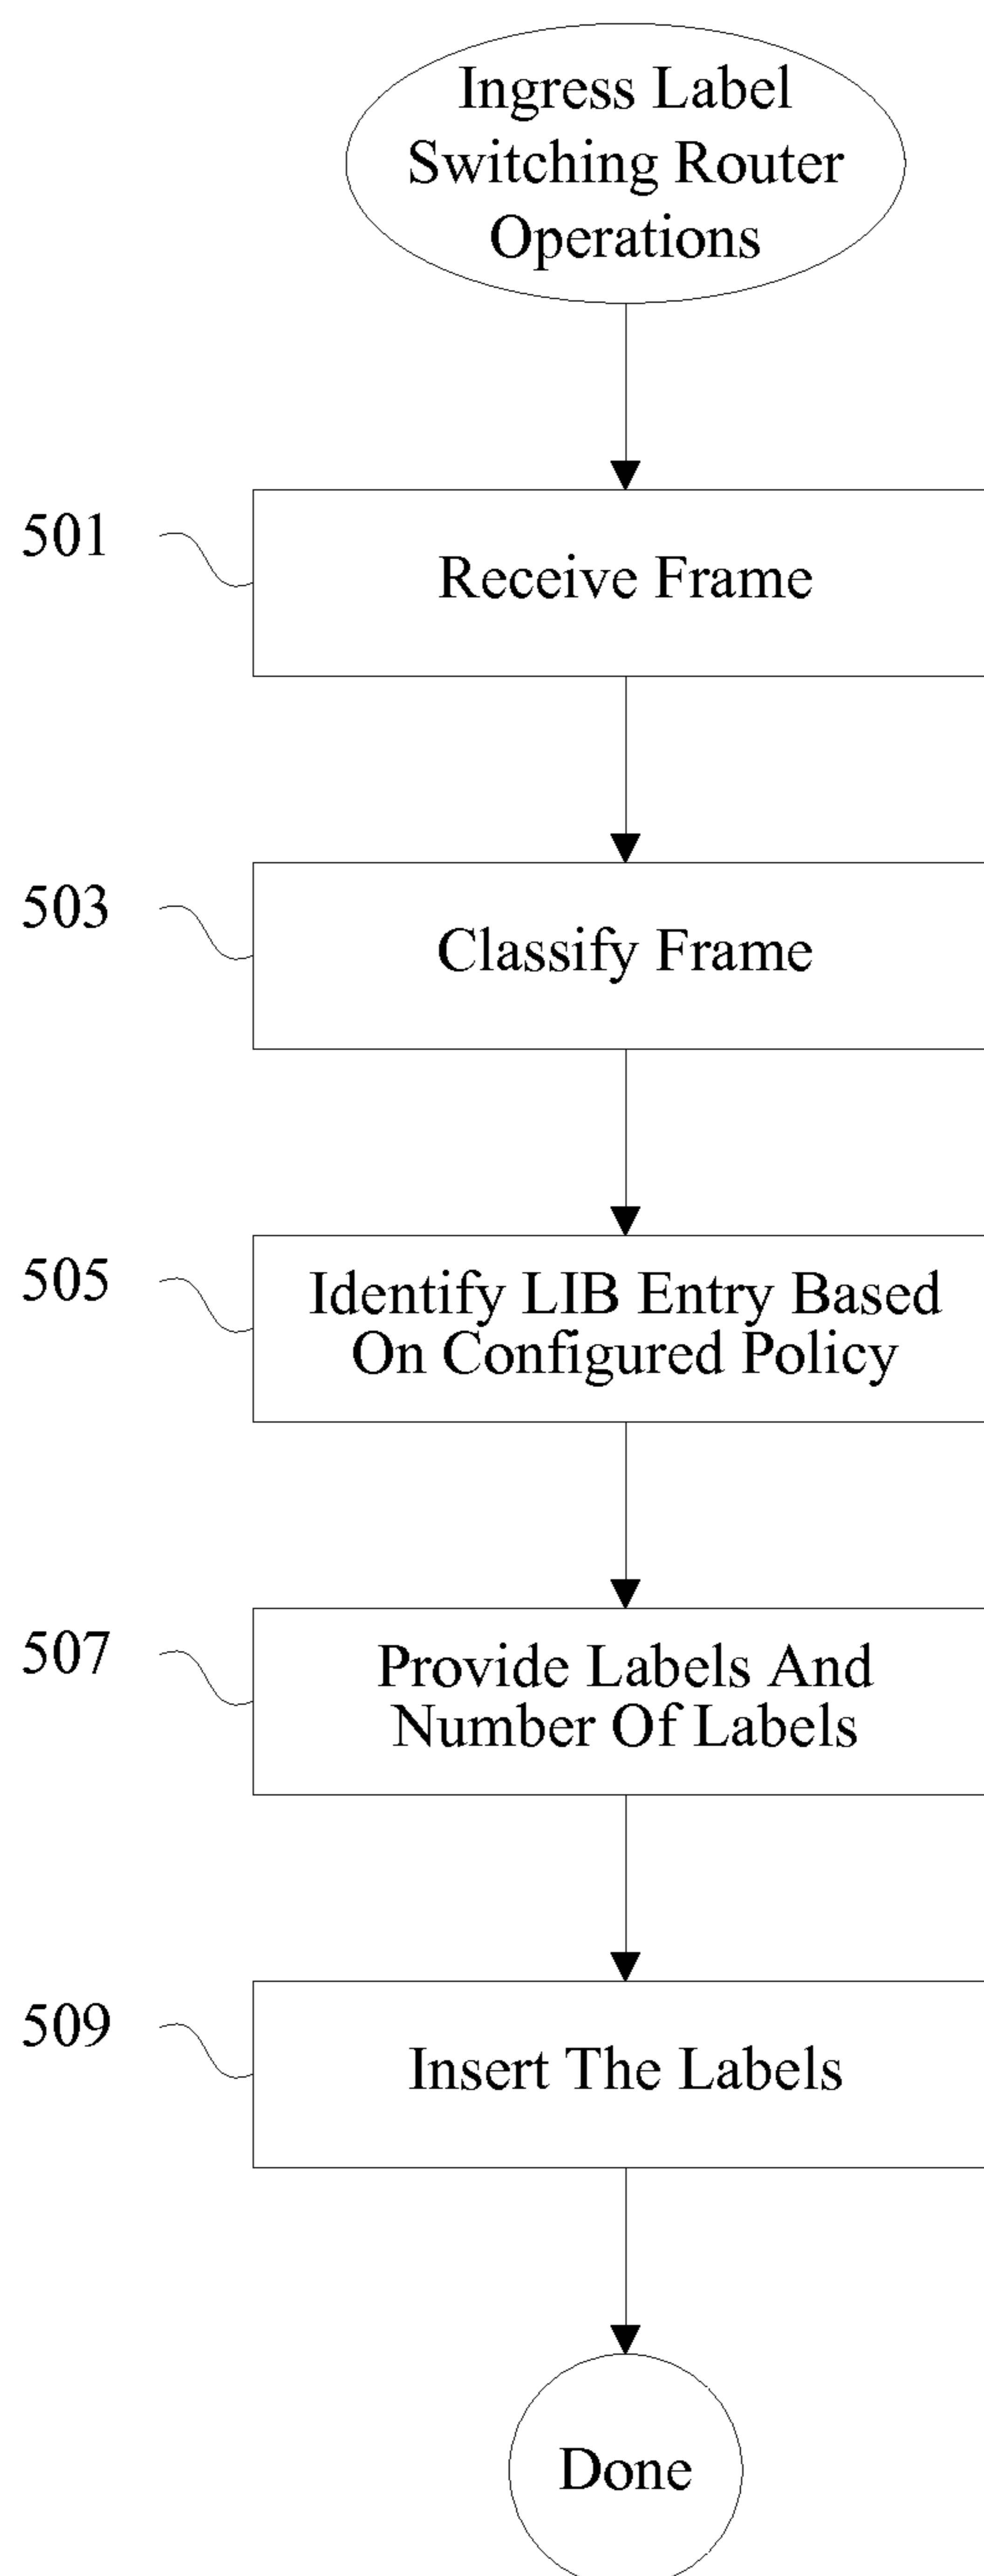 Ingress Label
Switching Router
Operations
501
Receive Frame
503
Classify Frame
505
Identify LIB Entry Based
On Configured Policy
507
Provide Labels And
Number Of Labels
509
Insert The Labels
Done